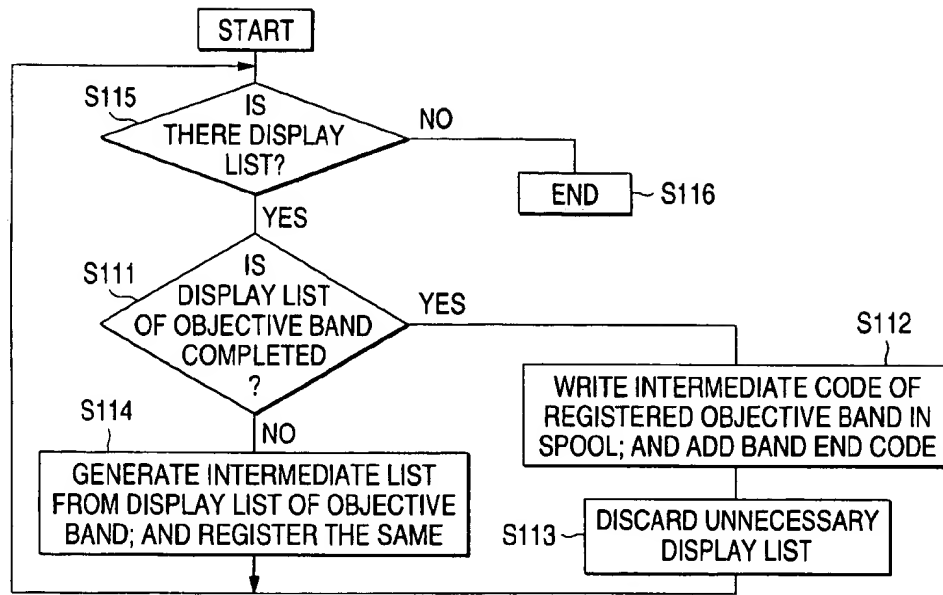 START
S115
IS
THERE DISPLAY
LIST?
NO
END
S116
YES
S111
IS
DISPLAY LIST
OF OBJECTIVE BAND
COMPLETED
?
YES
S112
WRITE INTERMEDIATE CODE OF
REGISTERED OBJECTIVE BAND IN
SPOOL; AND ADD BAND END CODE
S114
NO
GENERATE INTERMEDIATE LIST
FROM DISPLAY LIST OF OBJECTIVE
BAND; AND REGISTER THE SAME
S113
DISCARD UNNECESSARY
DISPLAY LIST